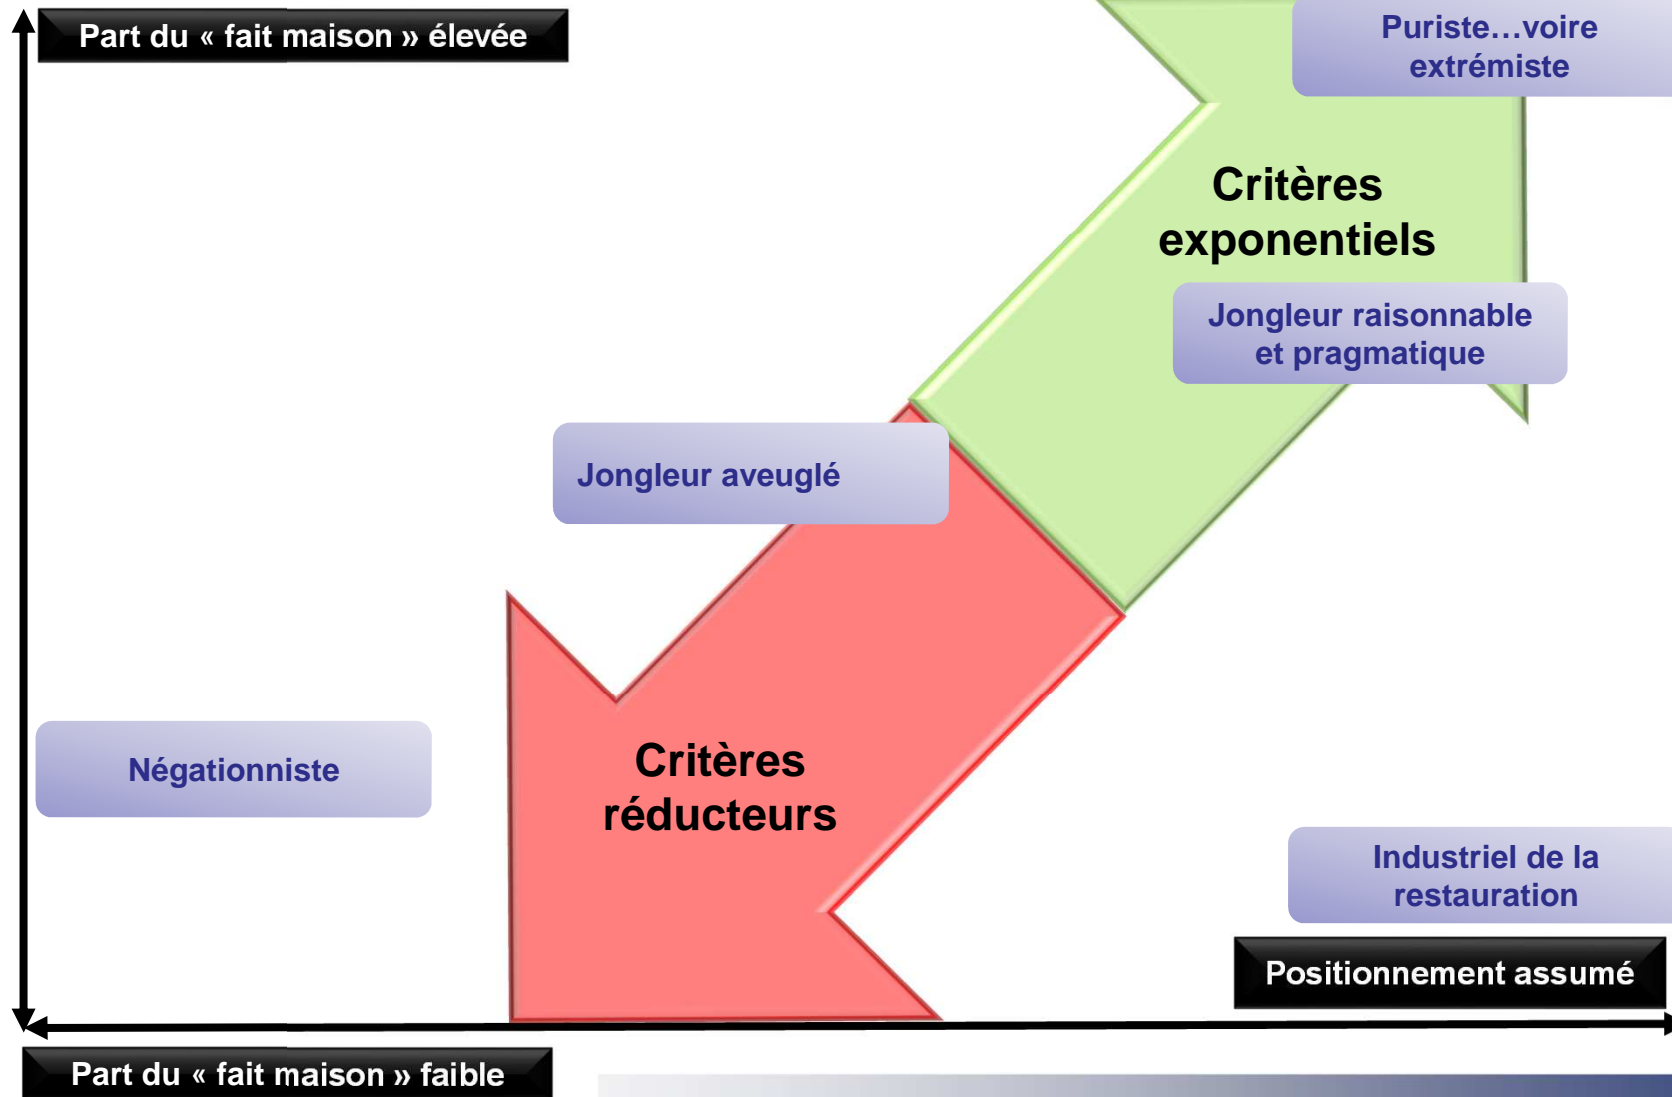 Part du « fait maison » élevée
Puriste...voire
extrémiste
Critères
exponentiels
Jongleur raisonnable
et pragmatique
Jongleur aveuglé
Négationniste
Critères
réducteurs
Industriel de la
restauration
Positionnement assumé
Part du « fait maison » faible